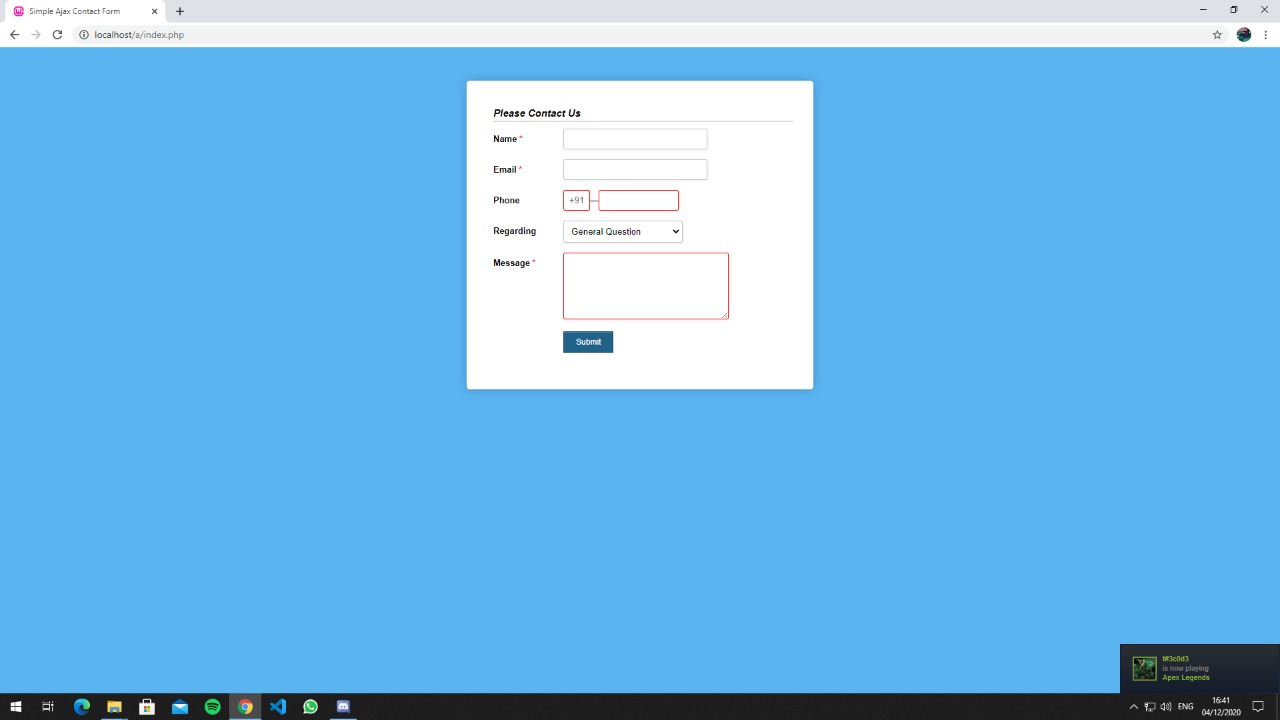 Simple Ajax Contact Form
localhost/a/index.php
Please Contact Us
Name *
Email *
Phone +91
Regarding General Question
Message *
Submit
is now playing
Apex Legends
ENG
16:41
04/12/2020